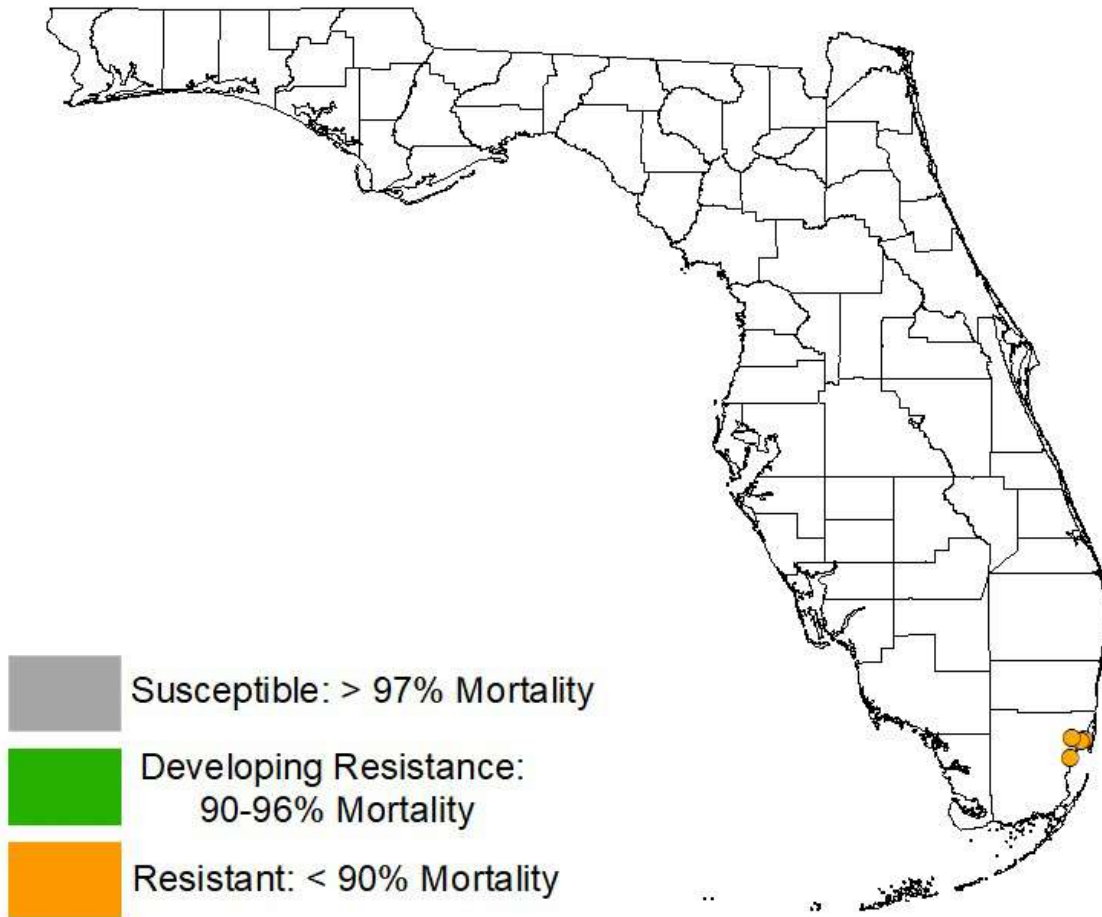 Susceptible: > 97% Mortality
Developing Resistance:
90-96% Mortality
Resistant: < 90% Mortality